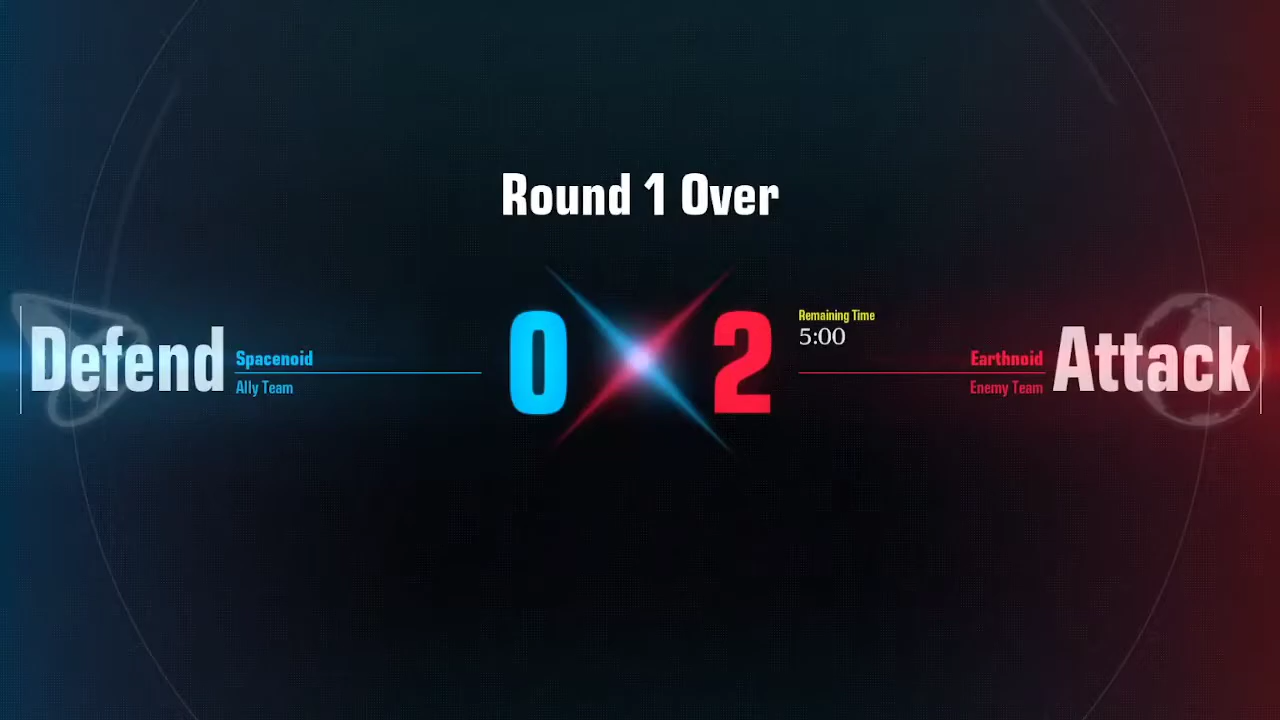 Round 1 Over
Defend
Spacenoid
Ally Team
0
2
Remaining Time
5:00
Earthnoid
Enemy Team
Attack